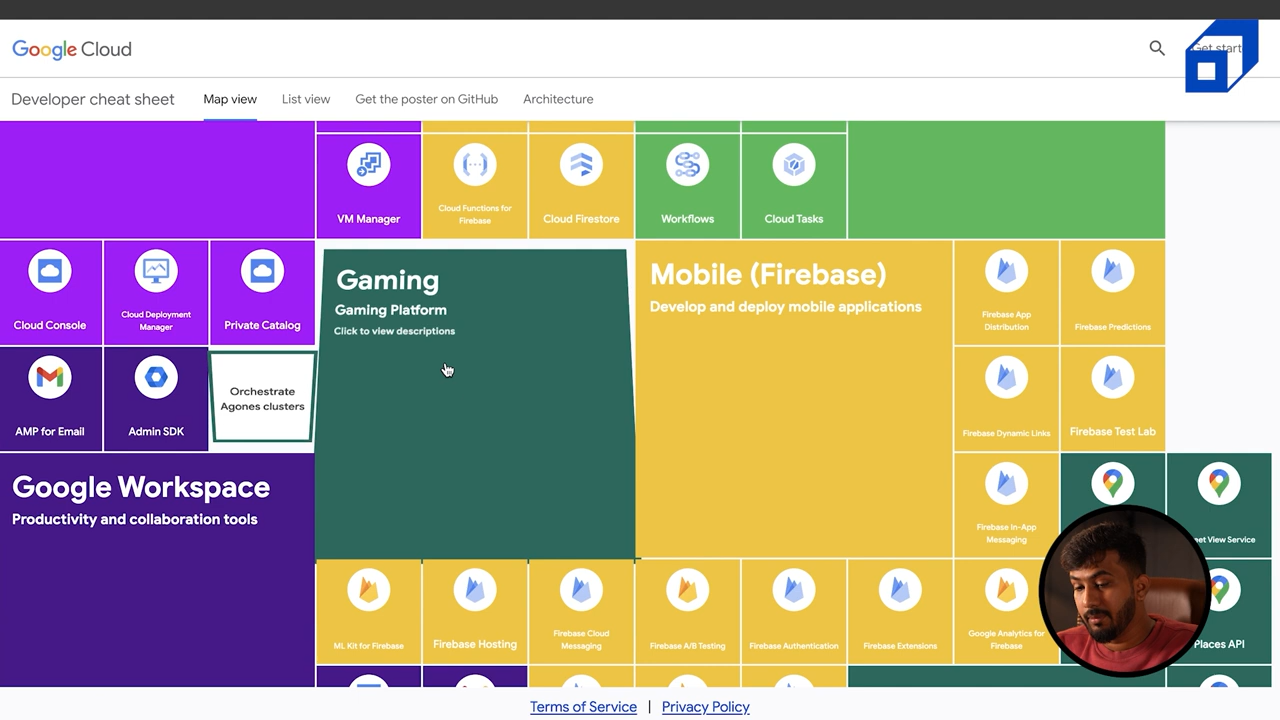 Google Cloud
Get start
Developer cheat sheet
Map view
List view
Get the poster on GitHub
Architecture
VM Manager
Cloud Functions for
Firebase
Cloud Firestore
Workflows
Cloud Tasks
Cloud Console
Cloud Deployment
Manager
Private Catalog
Gaming
Gaming Platform
Click to view descriptions
Mobile (Firebase)
Develop and deploy mobile applications
Firebase App
Distribution
Firebase Predictions
AMP for Email
Admin SDK
Orchestrate
Agones clusters
Firebase Dynamic Links
Firebase Test Lab
Google Workspace
Productivity and collaboration tools
Firebase In-App
Messaging
View Service
ML Kit for Firebase
Firebase Hosting
Firebase Cloud
Messaging
Firebase A/B Testing
Firebase Authentication
Firebase Extensions
Google Analytics for
Firebase
Places API
Terms of Service | Privacy Policy